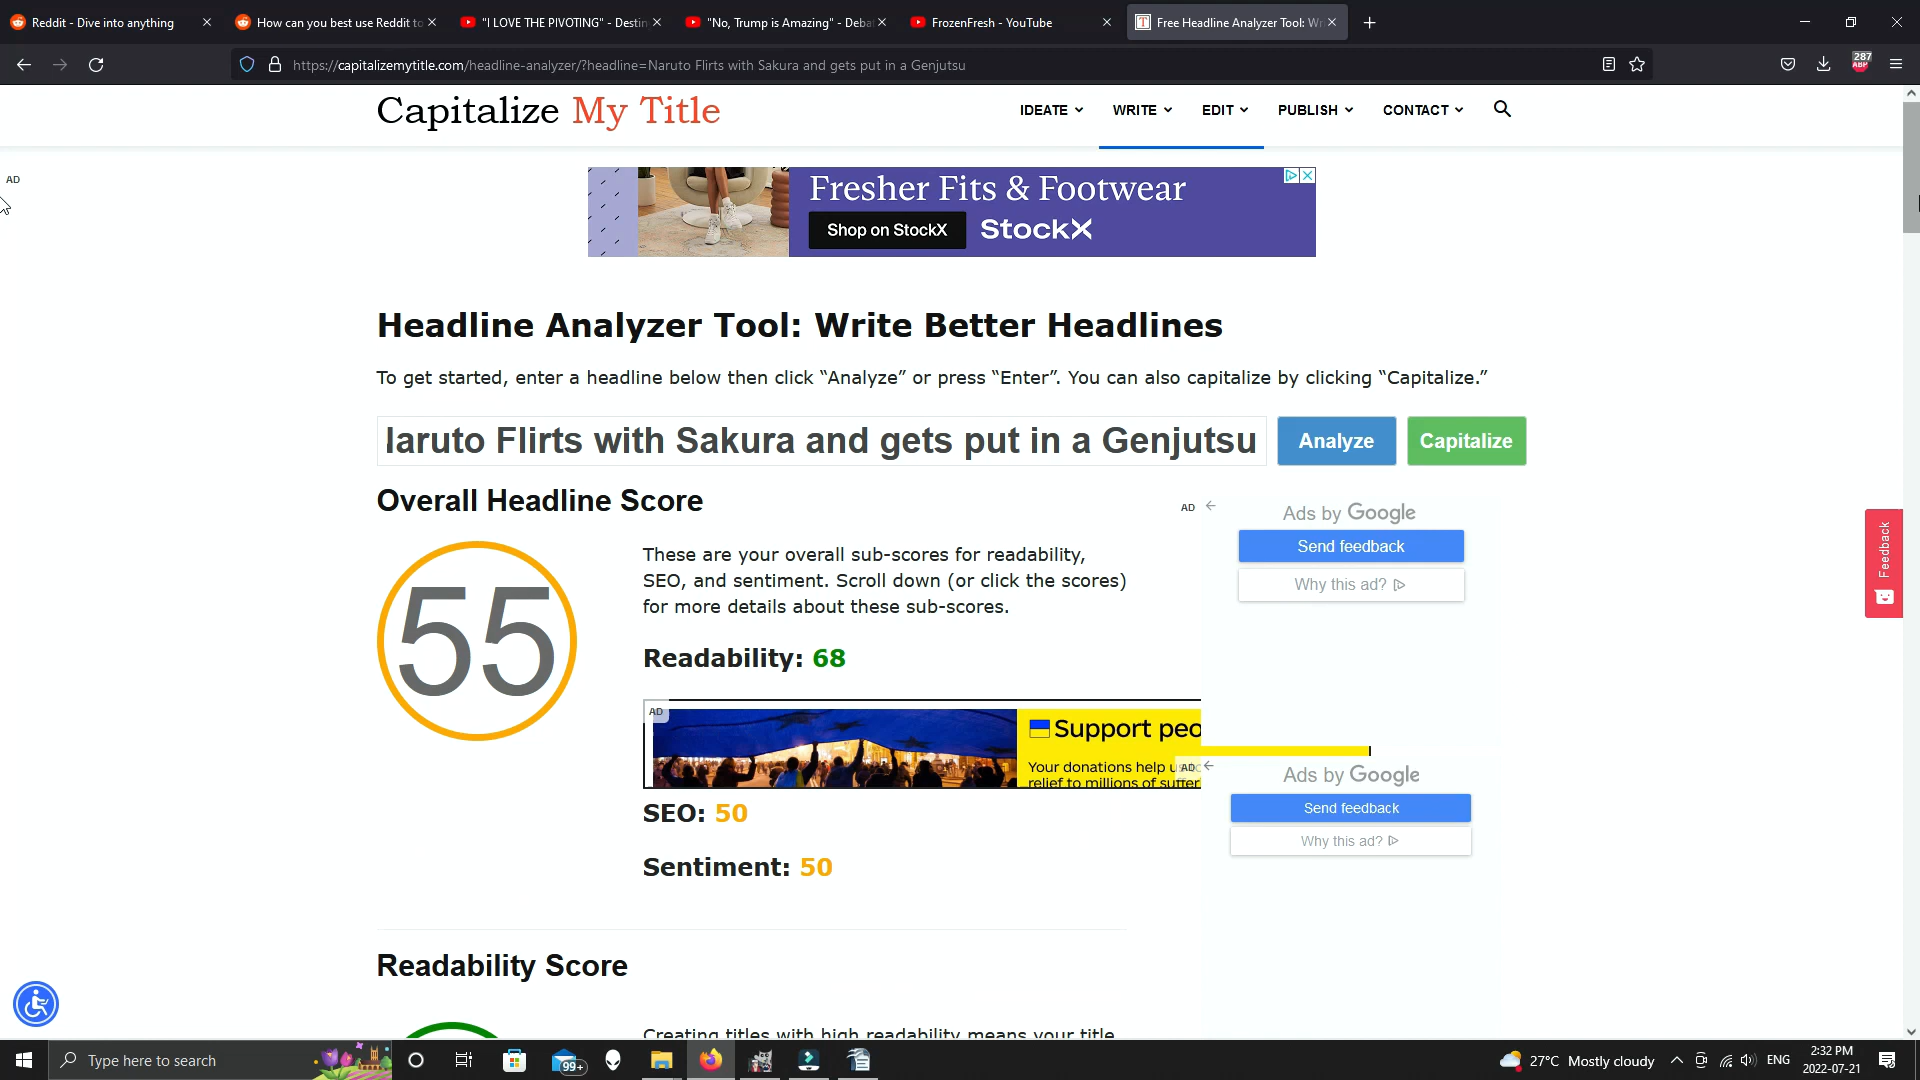 Reddit - Dive into anything
How can you best use Reddit to
"I LOVE THE PIVOTING" - Destin
"No, Trump is Amazing" - Deba
FrozenFresh - YouTube
Free Headline Analyzer Tool: Wri
https://capitalizemytitle.com/headline-analyzer/?headline=Naruto Flirts with Sakura and gets put in a Genjutsu
287
ABP
Capitalize My Title
IDEATE
WRITE
EDIT
PUBLISH
CONTACT
AD
Fresher Fits & Footwear
Shop on StockX
StockX
Headline Analyzer Tool: Write Better Headlines
To get started, enter a headline below then click “Analyze” or press “Enter”. You can also capitalize by clicking “Capitalize.”
laruto Flirts with Sakura and gets put in a Genjutsu
Analyze
Capitalize
Overall Headline Score
55
These are your overall sub-scores for readability,
SEO, and sentiment. Scroll down (or click the scores)
for more details about these sub-scores.
Readability: 68
AD
Support peo
Your donations help
relief to millions of suffer
SEO: 50
Sentiment: 50
AD
Ads by Google
Send feedback
Why this ad?
AD
Ads by Google
Send feedback
Why this ad?
Feedback
Readability Score
Creating titles with high readability means your title
Type here to search
99+
27°C Mostly cloudy
ENG
2:32 PM
2022-07-21